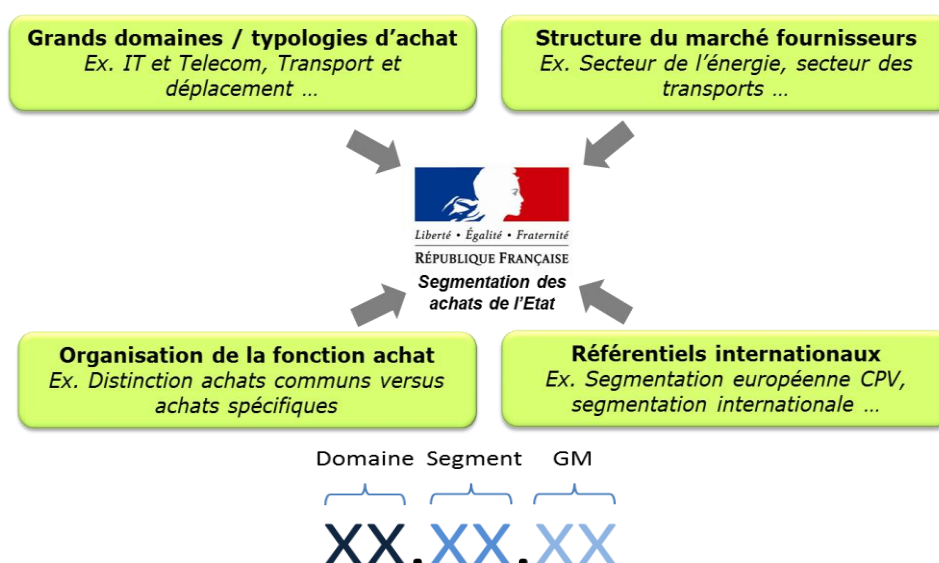 Grands domaines / typologies d'achat
Ex. IT et Telecom, Transport et
déplacement …
Structure du marché fournisseurs
Ex. Secteur de l'énergie, secteur des
transports …
Liberté • Égalité • Fraternité
RÉPUBLIQUE FRANÇAISE
Segmentation des
achats de l'Etat
Organisation de la fonction achat
Ex. Distinction achats communs versus
achats spécifiques
Référentiels internationaux
Ex. Segmentation européenne CPV,
segmentation internationale …
Domaine Segment GM
XX.XX.XX